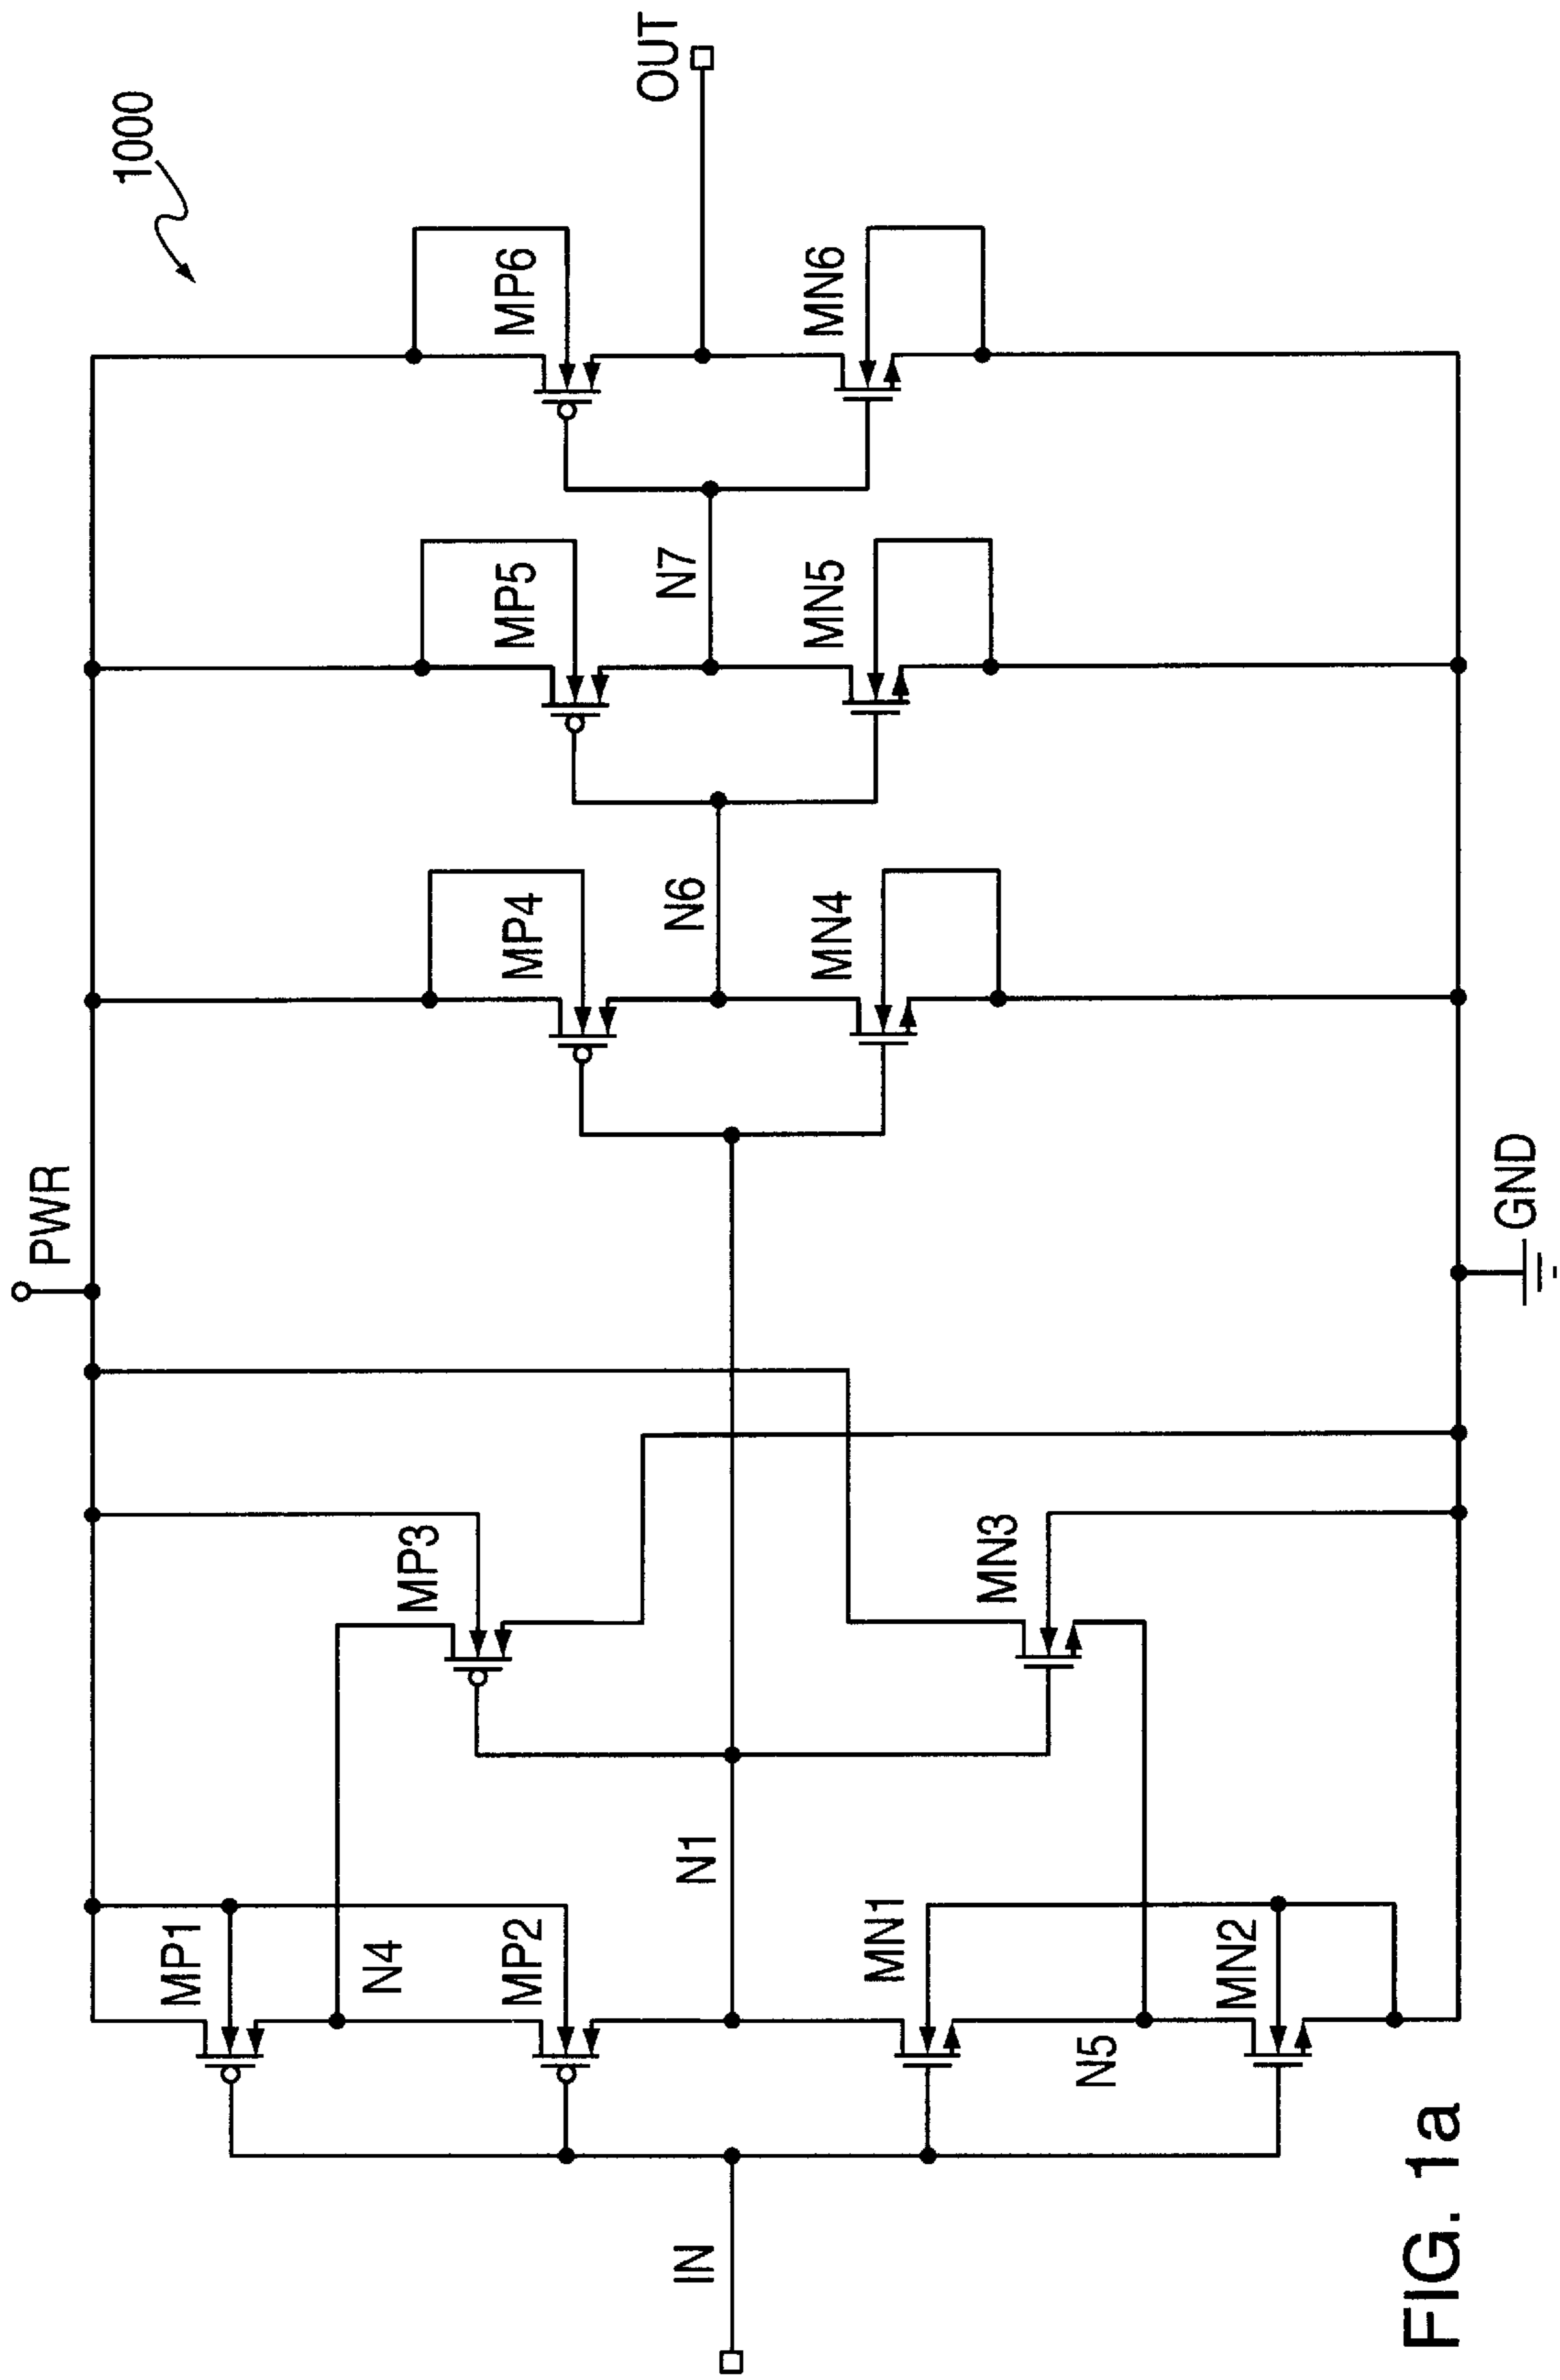 1000
PWR
MP1
N4
MP2
MP3
MP4
MP5
MP6
OUT
IN
N1
N6
N7
MN1
N5
MN2
MN3
MN4
MN5
MN6
GND
FIG. 1a